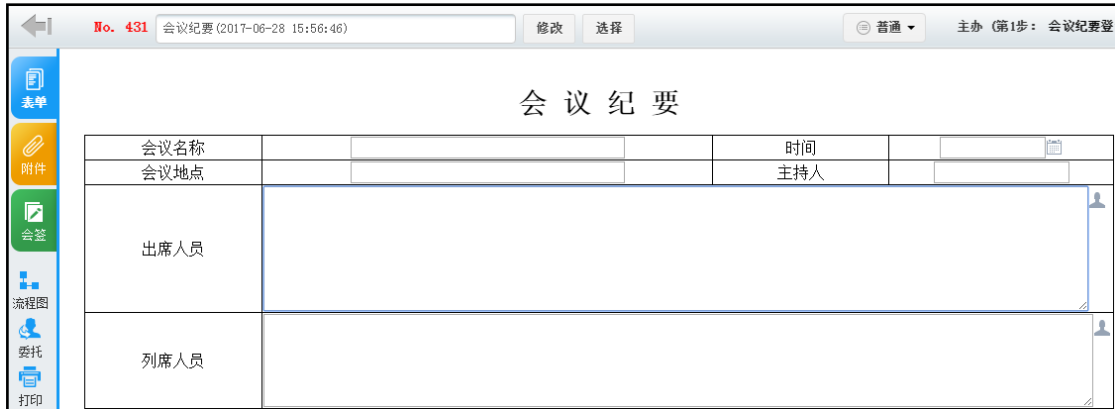 No. 431 会议纪要(2017-06-28 15:56:46) 修改 选择 普通 主办 (第1步: 会议纪要登
表单
附件
会签
流程图
委托
打印
会 议 纪 要
会议名称 时间
会议地点 主持人
出席人员
列席人员